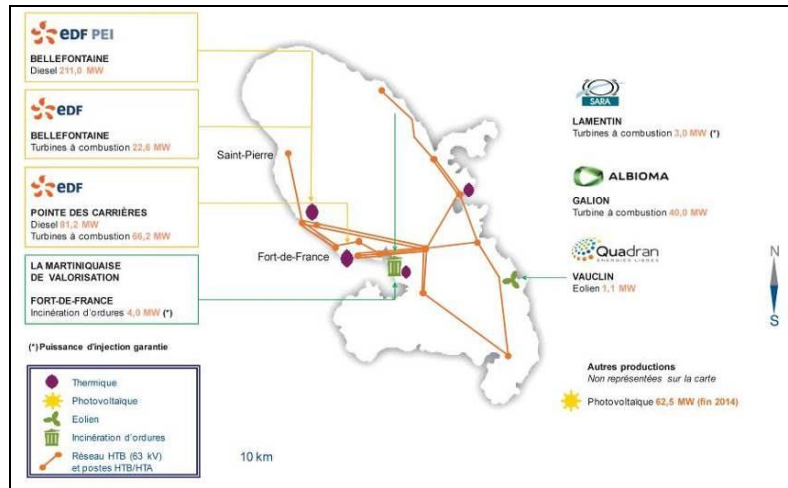 eDF PEI
BELLEFONTAINE
Diesel 211,0 MW
eDF
BELLEFONTAINE
Turbines à combustion 22,6 MW
eDF
POINTE DES CARRIÈRES
Diesel 81,2 MW
Turbines à combustion 66,2 MW
LA MARTINIQUAISE
DE VALORISATION
FORT-DE-FRANCE
Incinération d'ordures 4,0 MW (*)
(*) Puissance d'injection garantie
Thermique
Photovoltaïque
Eolien
Incinération d'ordures
Réseau HTB (63 kV)
et postes HTB/HTA
10 km
Saint-Pierre
Fort-de-France
SARA
LAMENTIN
Turbines à combustion 3,0 MW (*)
ALBIOMA
GALION
Turbine à combustion 40,0 MW
Quadran
ENERGIES LIBRES
VAUCLIN
Eolien 1,1 MW
N
S
Autres productions
Non représentées sur la carte
Photovoltaïque 62,5 MW (fin 2014)